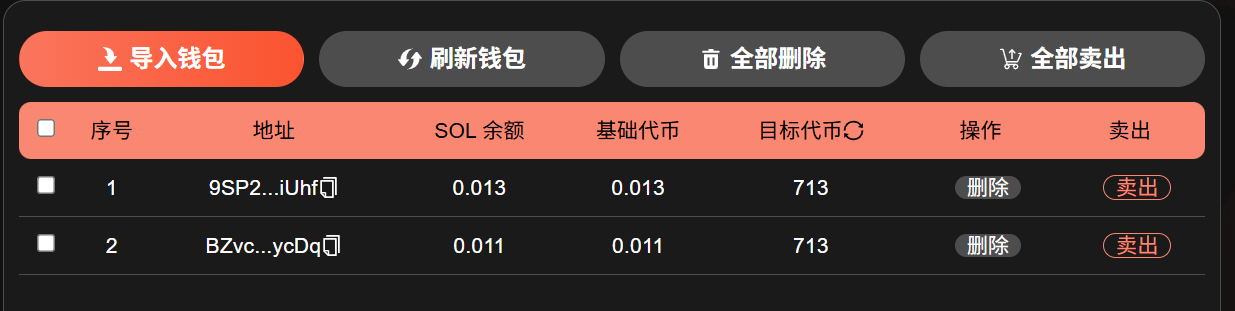 导入钱包 刷新钱包 全部删除 全部卖出
序号 地址 SOL 余额 基础代币 目标代币 操作 卖出
1 9SP2...iUhf 0.013 0.013 713 删除 卖出
2 BZvc...ycDq 0.011 0.011 713 删除 卖出